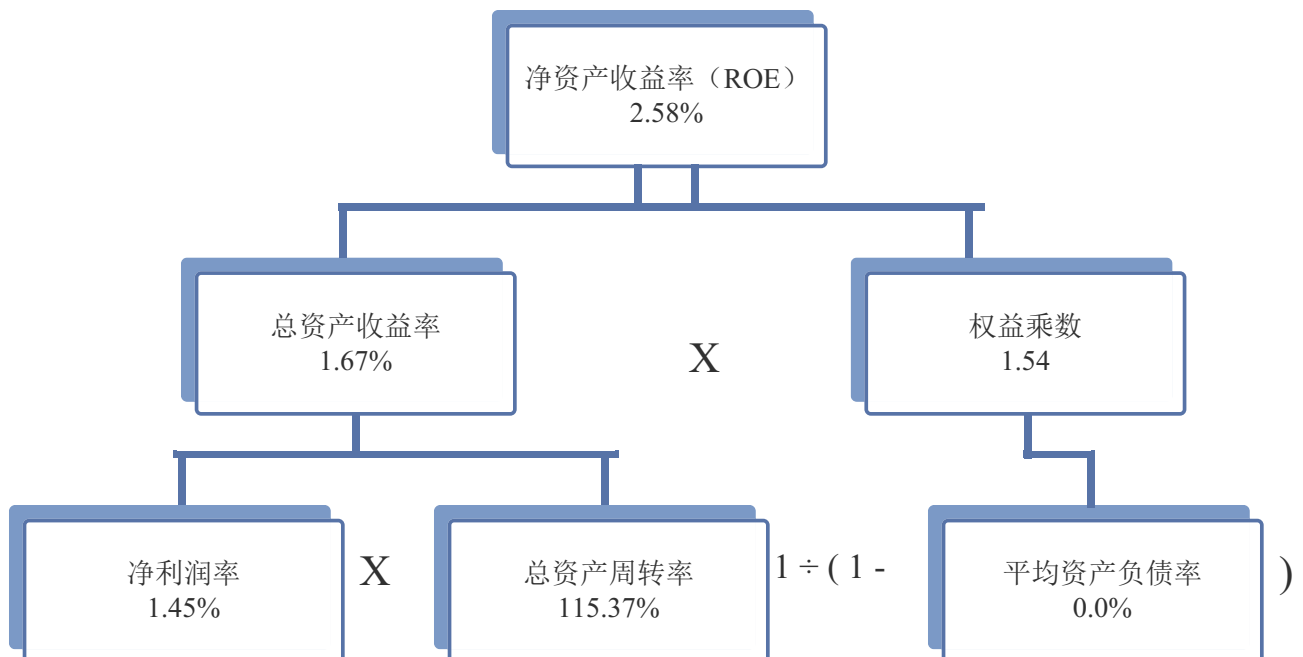 净资产收益率（ROE）
2.58%
总资产收益率
1.67%
X
权益乘数
1.54
净利润率
1.45%
X
总资产周转率
115.37%
1 ÷ ( 1 -
平均资产负债率
0.0%
)